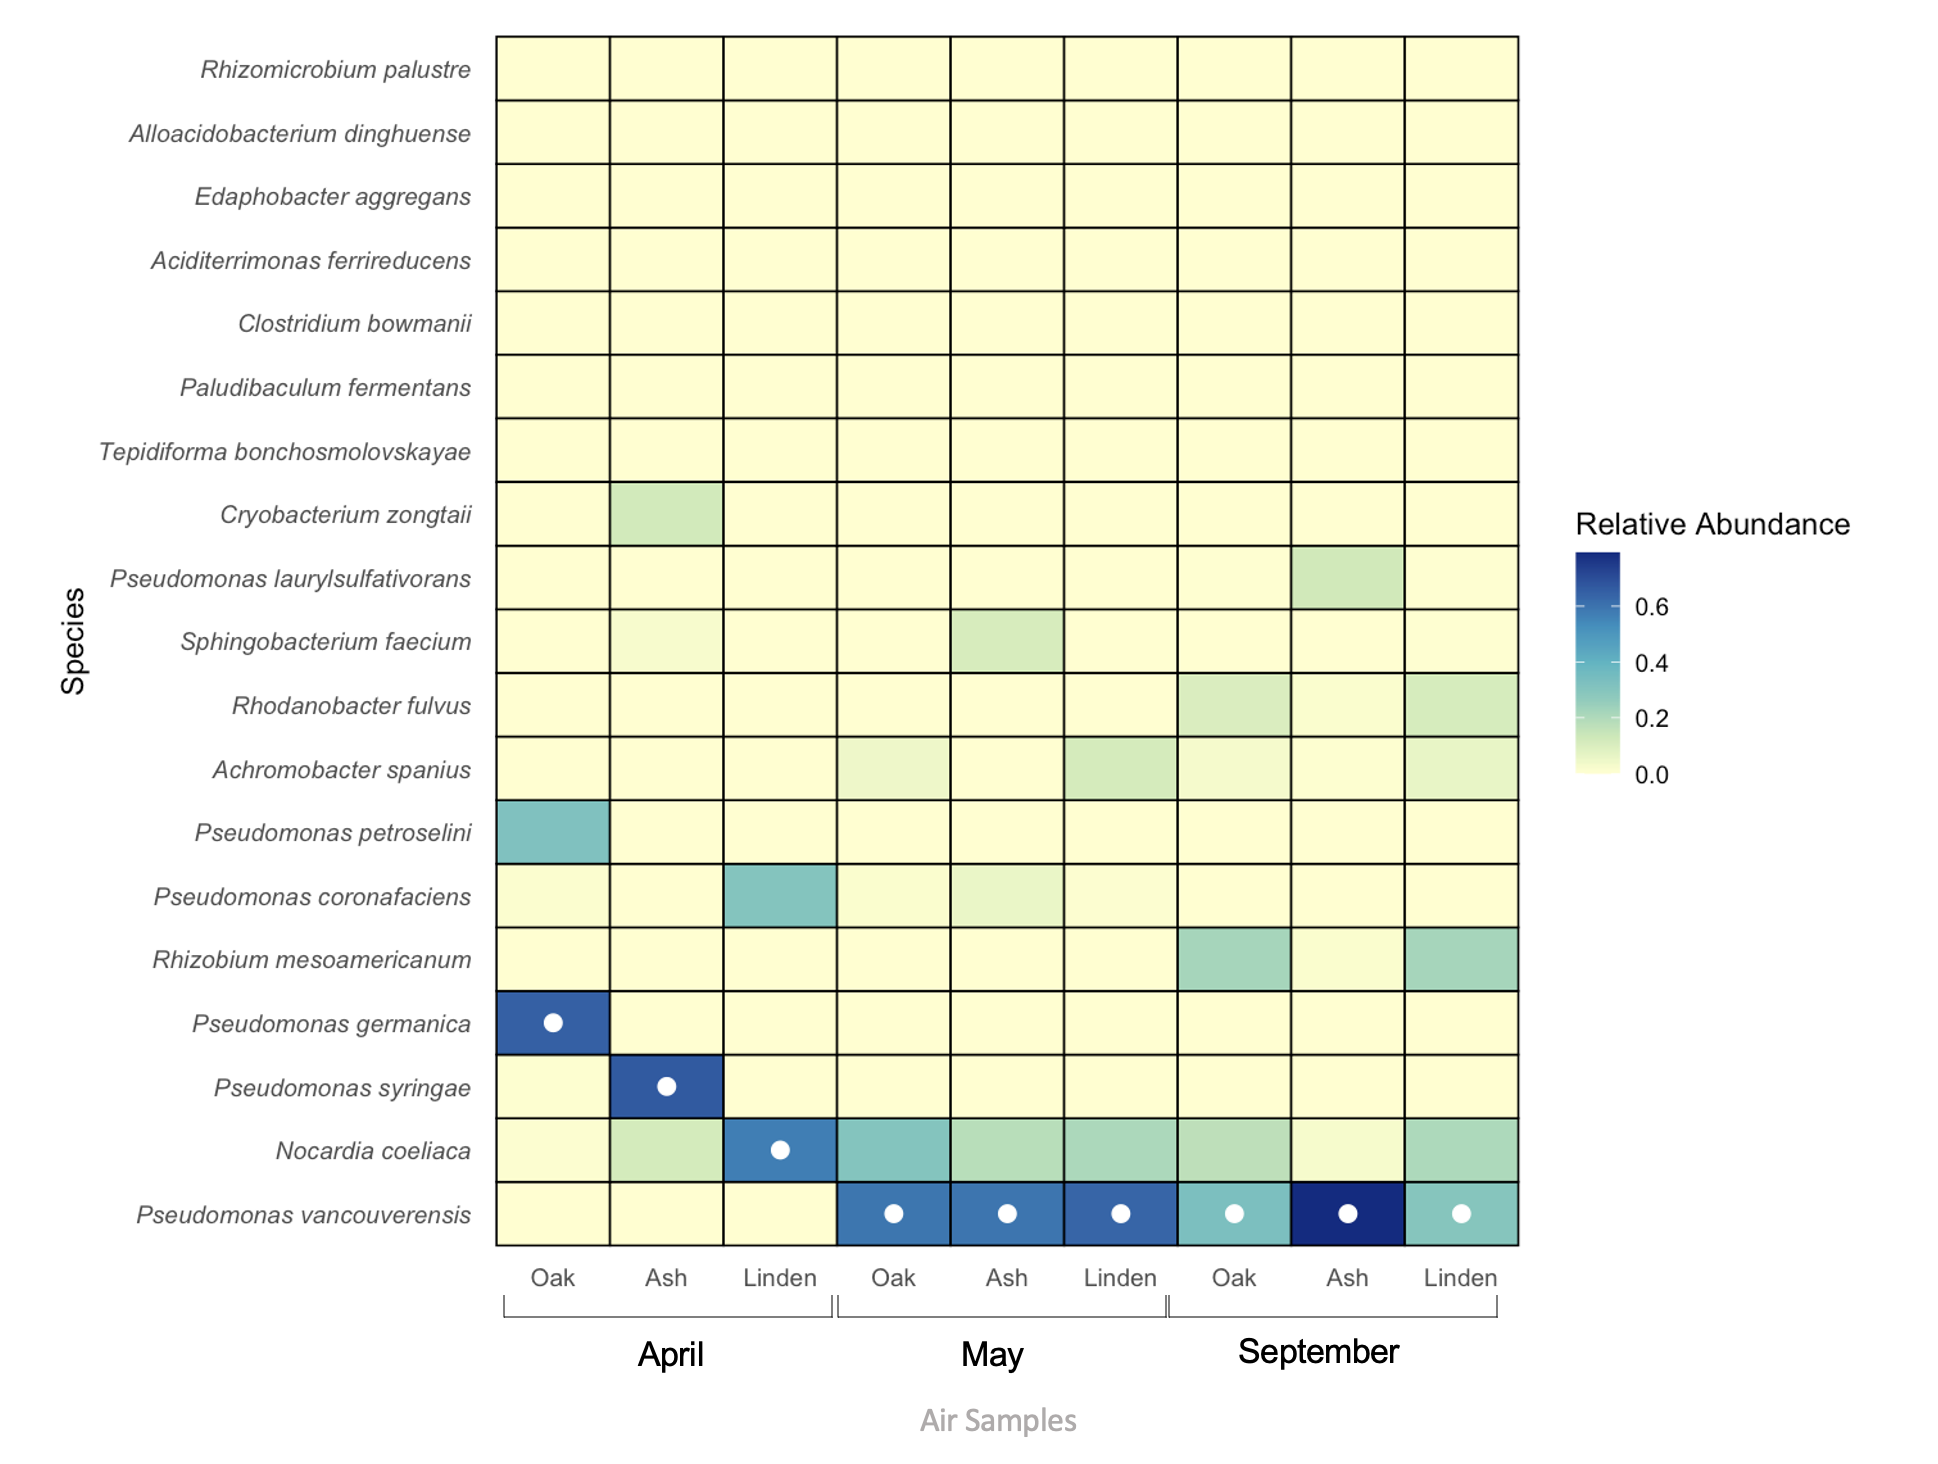 Rhizomicrobium palustre
Alloacidobacterium dinghuense
Edaphobacter aggregans
Aciditerrimonas ferrireducens
Clostridium bowmanii
Paludibaculum fermentans
Tepidiforma bonchosmolovskayae
Cryobacterium zongtaii
Pseudomonas laurylsulfativorans
Sphingobacterium faecium
Rhodanobacter fulvus
Achromobacter spanius
Pseudomonas petroselini
Pseudomonas coronafaciens
Rhizobium mesoamericanum
Pseudomonas germanica
Pseudomonas syringae
Nocardia coeliaca
Pseudomonas vancouverensis
Species
Oak Ash Linden Oak Ash Linden Oak Ash Linden
April May September
Air Samples
Relative Abundance
0.6
0.4
0.2
0.0